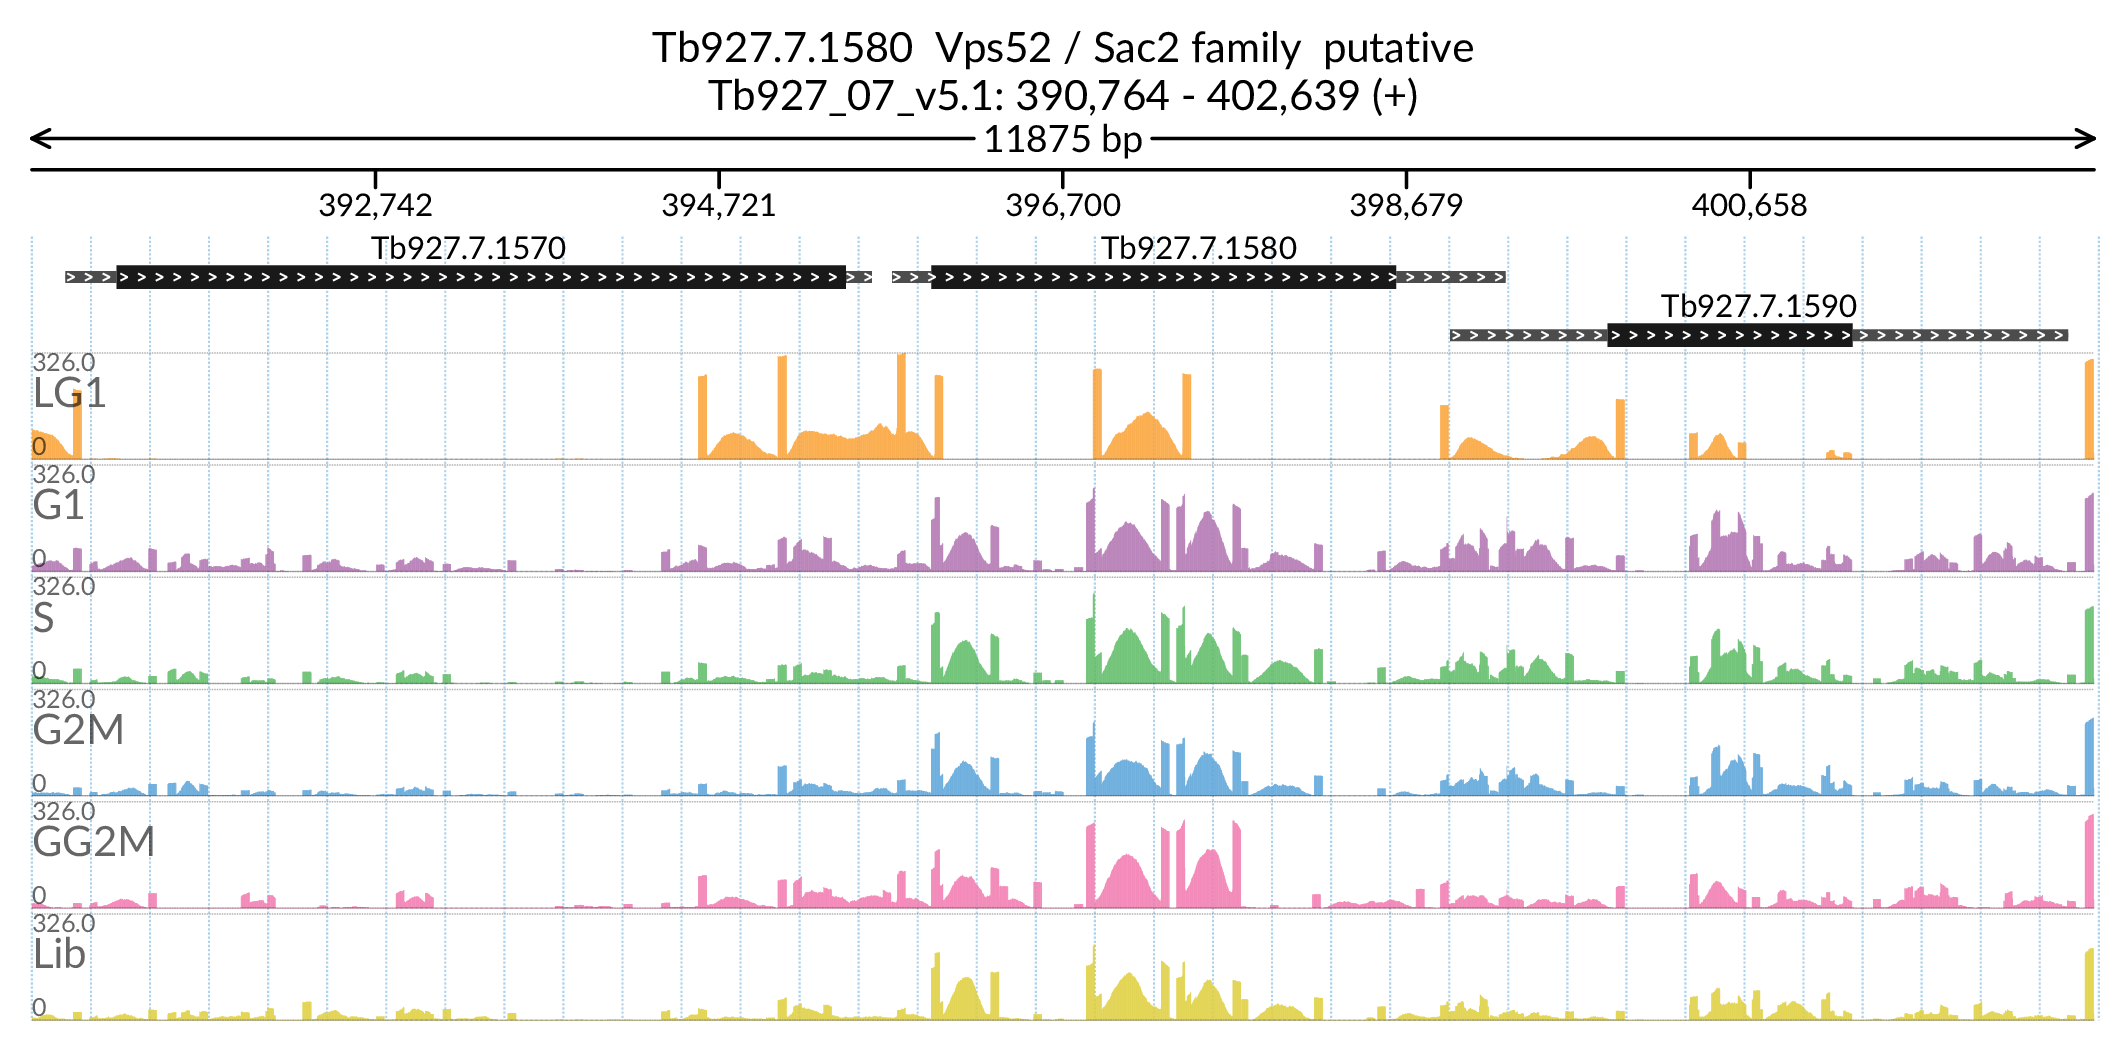 Tb927.7.1580 Vps52 / Sac2 family putative
Tb927_07_v5.1: 390,764 - 402,639 (+)
11875 bp
392,742 394,721 396,700 398,679 400,658
Tb927.7.1570 Tb927.7.1580
Tb927.7.1590
326.0
LG1
0
326.0
G1
0
326.0
S
0
326.0
G2M
0
326.0
GG2M
0
326.0
Lib
0